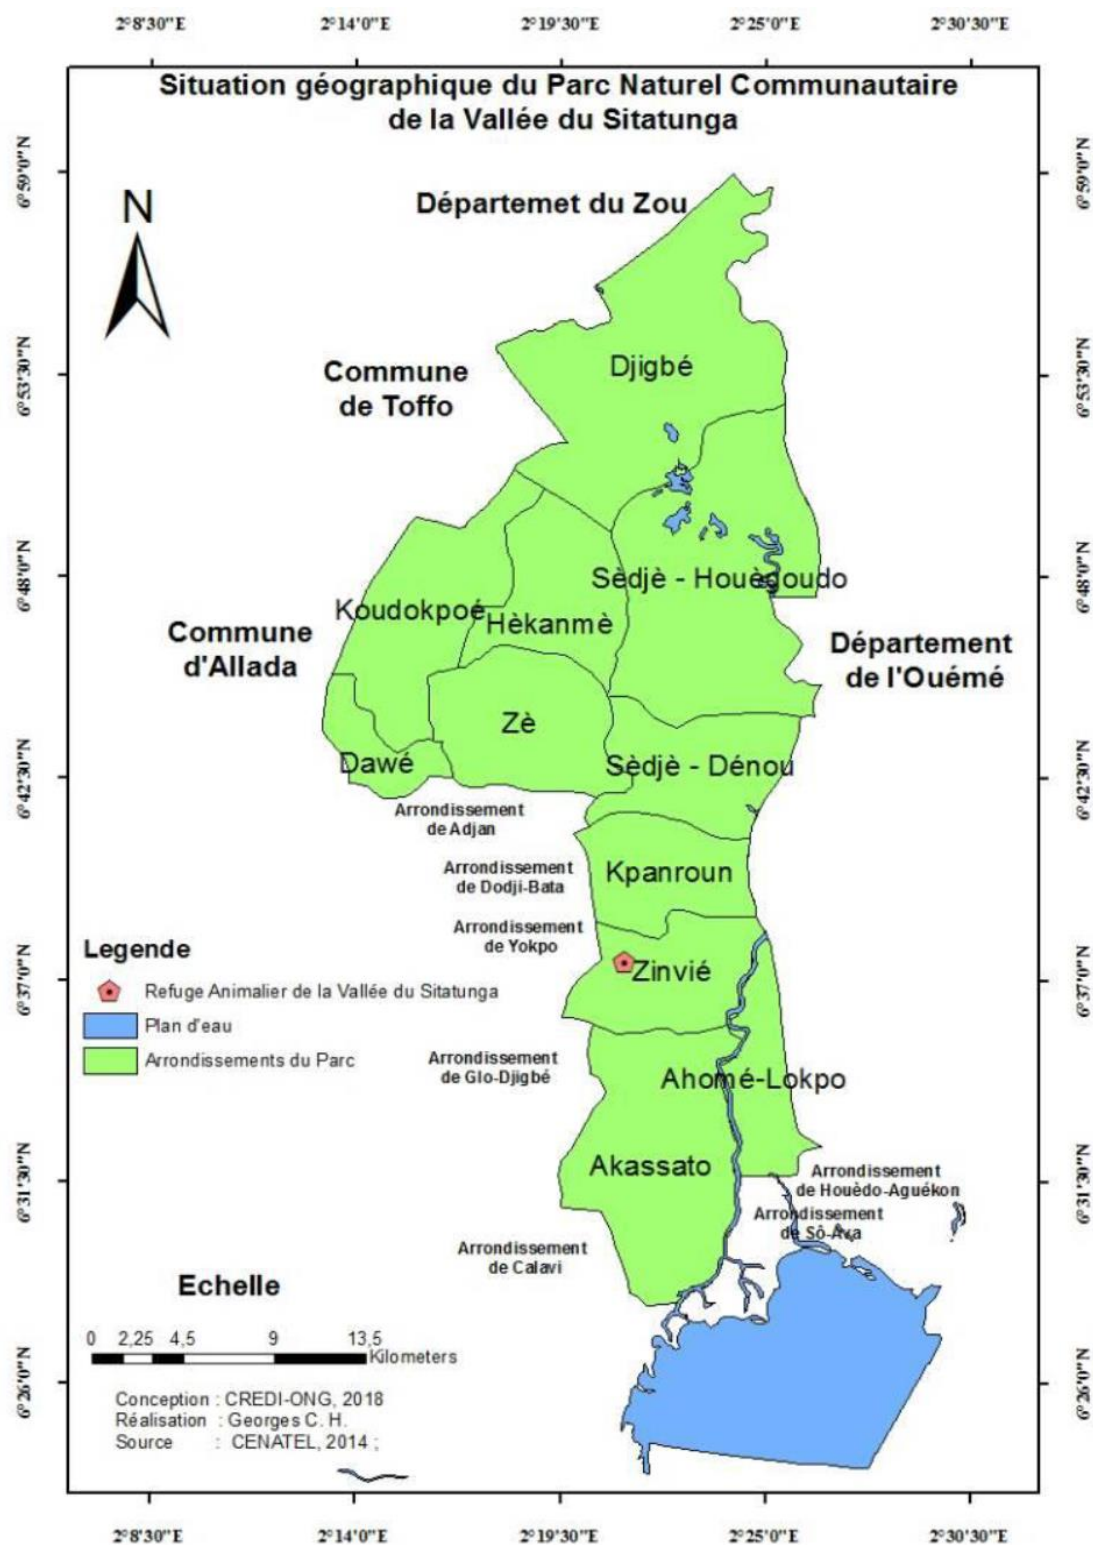 2°8'30"E 2°14'0"E 2°19'30"E 2°25'0"E 2°30'30"E
Situation géographique du Parc Naturel Communautaire
de la Vallée du Sitatunga
6°59'0"N 6°59'0"N
Départemet du Zou
N
Djigbé
Commune
de Toffo
6°53'30"N 6°53'30"N
Sèdjè - Houègoudo
6°48'0"N 6°48'0"N
Koudokpoé
Hèkanmè
Commune
d'Allada
Département
de l'Ouémé
Zè
Dawé
Sèdjè - Dénou
6°42'30"N 6°42'30"N
Arrondissement
de Adjan
Arrondissement
de Dodji-Bata
Kpanroun
Arrondissement
de Yokpo
Zinvié
6°37'0"N 6°37'0"N
Legende
Refuge Animalier de la Vallée du Sitatunga
Plan d'eau
Arrondissements du Parc
Arrondissement
de Glo-Djigbé
Ahomé-Lokpo
Akassato
6°31'30"N 6°31'30"N
Arrondissement
de Houèdo-Aguékon
Arrondissement
de Sô-Ava
Arrondissement
de Calavi
Echelle
0 2,25 4,5 9 13,5
Kilometers
6°26'0"N 6°26'0"N
Conception : CREDI-ONG, 2018
Réalisation : Georges C. H.
Source : CENATEL, 2014 ;
2°8'30"E 2°14'0"E 2°19'30"E 2°25'0"E 2°30'30"E